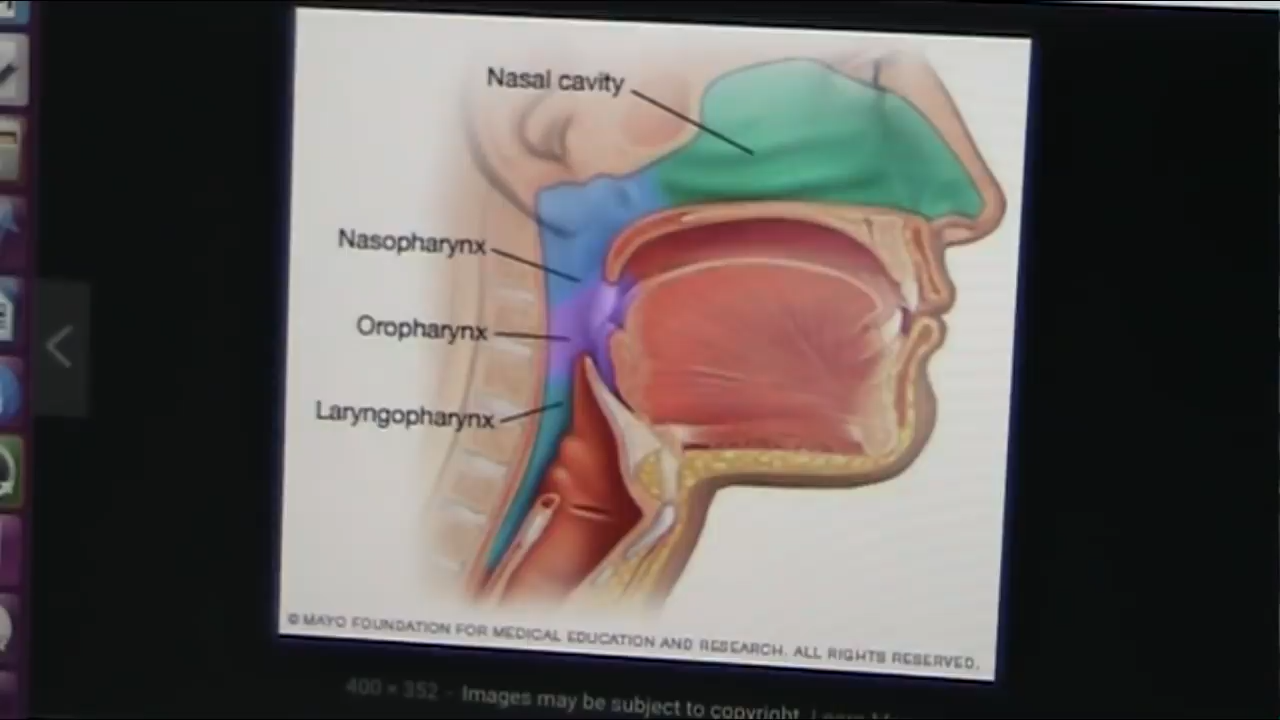 Nasal cavity
Nasopharynx
Oropharynx
Laryngopharynx
© MAYO FOUNDATION FOR MEDICAL EDUCATION AND RESEARCH. ALL RIGHTS RESERVED.
400 × 352 - Images may be subject to copyright.